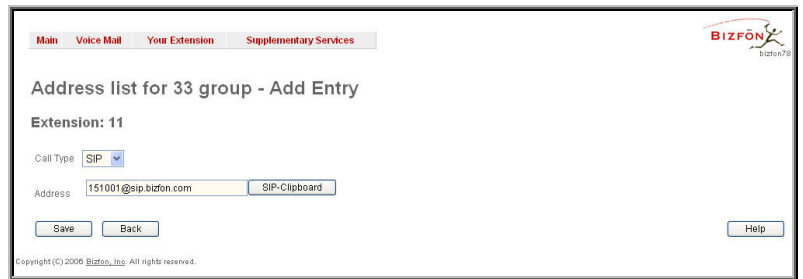 Main Voice Mail Your Extension Supplementary Services
BIZFŌN
bizfon78
Address list for 33 group - Add Entry
Extension: 11
Call Type SIP
Address 151001@sip.bizfon.com SIP-Clipboard
Save Back Help
Copyright (C) 2006 Bizfon, Inc. All rights reserved.